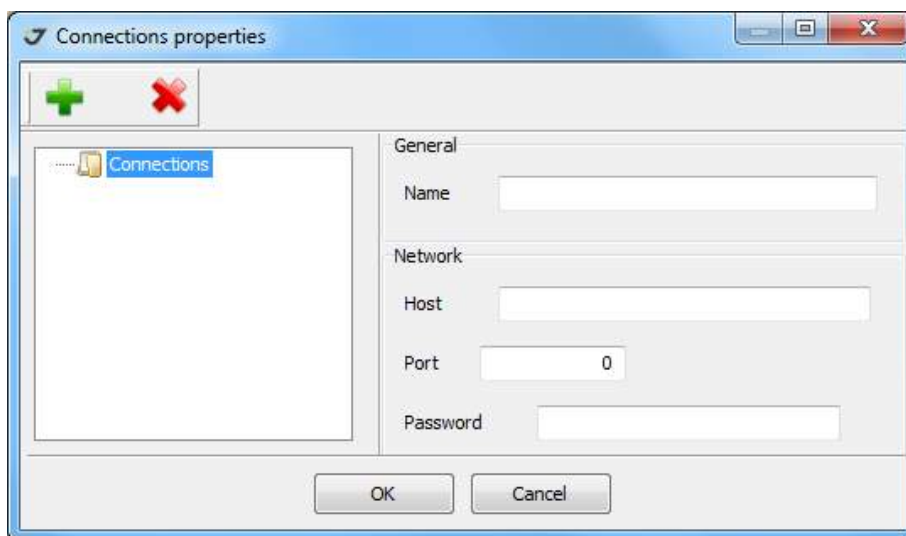 Connections properties
Connections
General
Name
Network
Host
Port 0
Password
OK Cancel